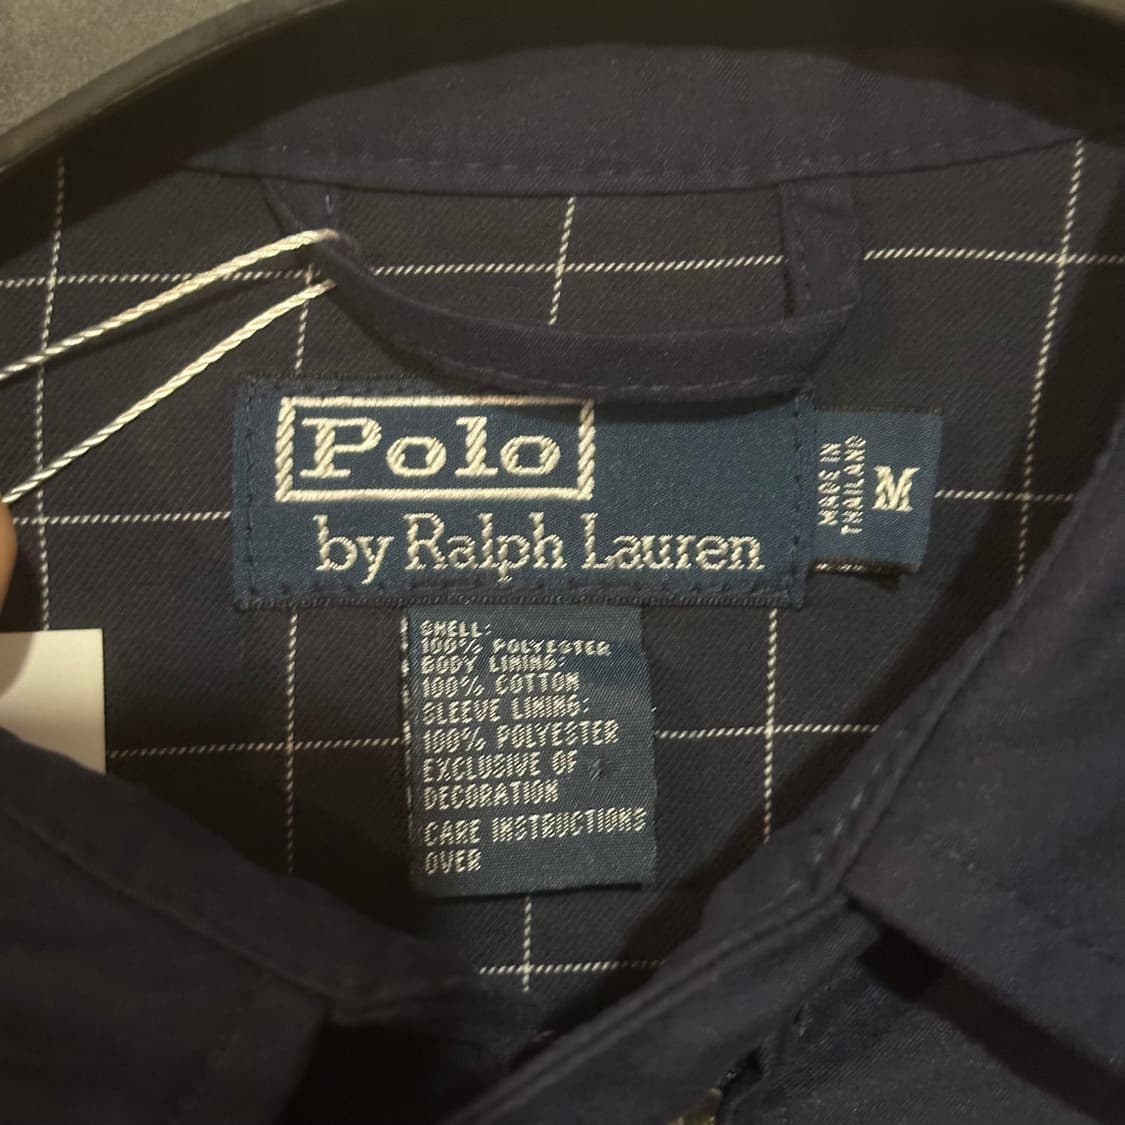 Polo
by Ralph Lauren
MADE IN
THAILAND
M
SHELL:
100% POLYESTER
BODY LINING:
100% COTTON
SLEEVE LINING:
100% POLYESTER
EXCLUSIVE OF
DECORATION
CARE INSTRUCTIONS
OVER